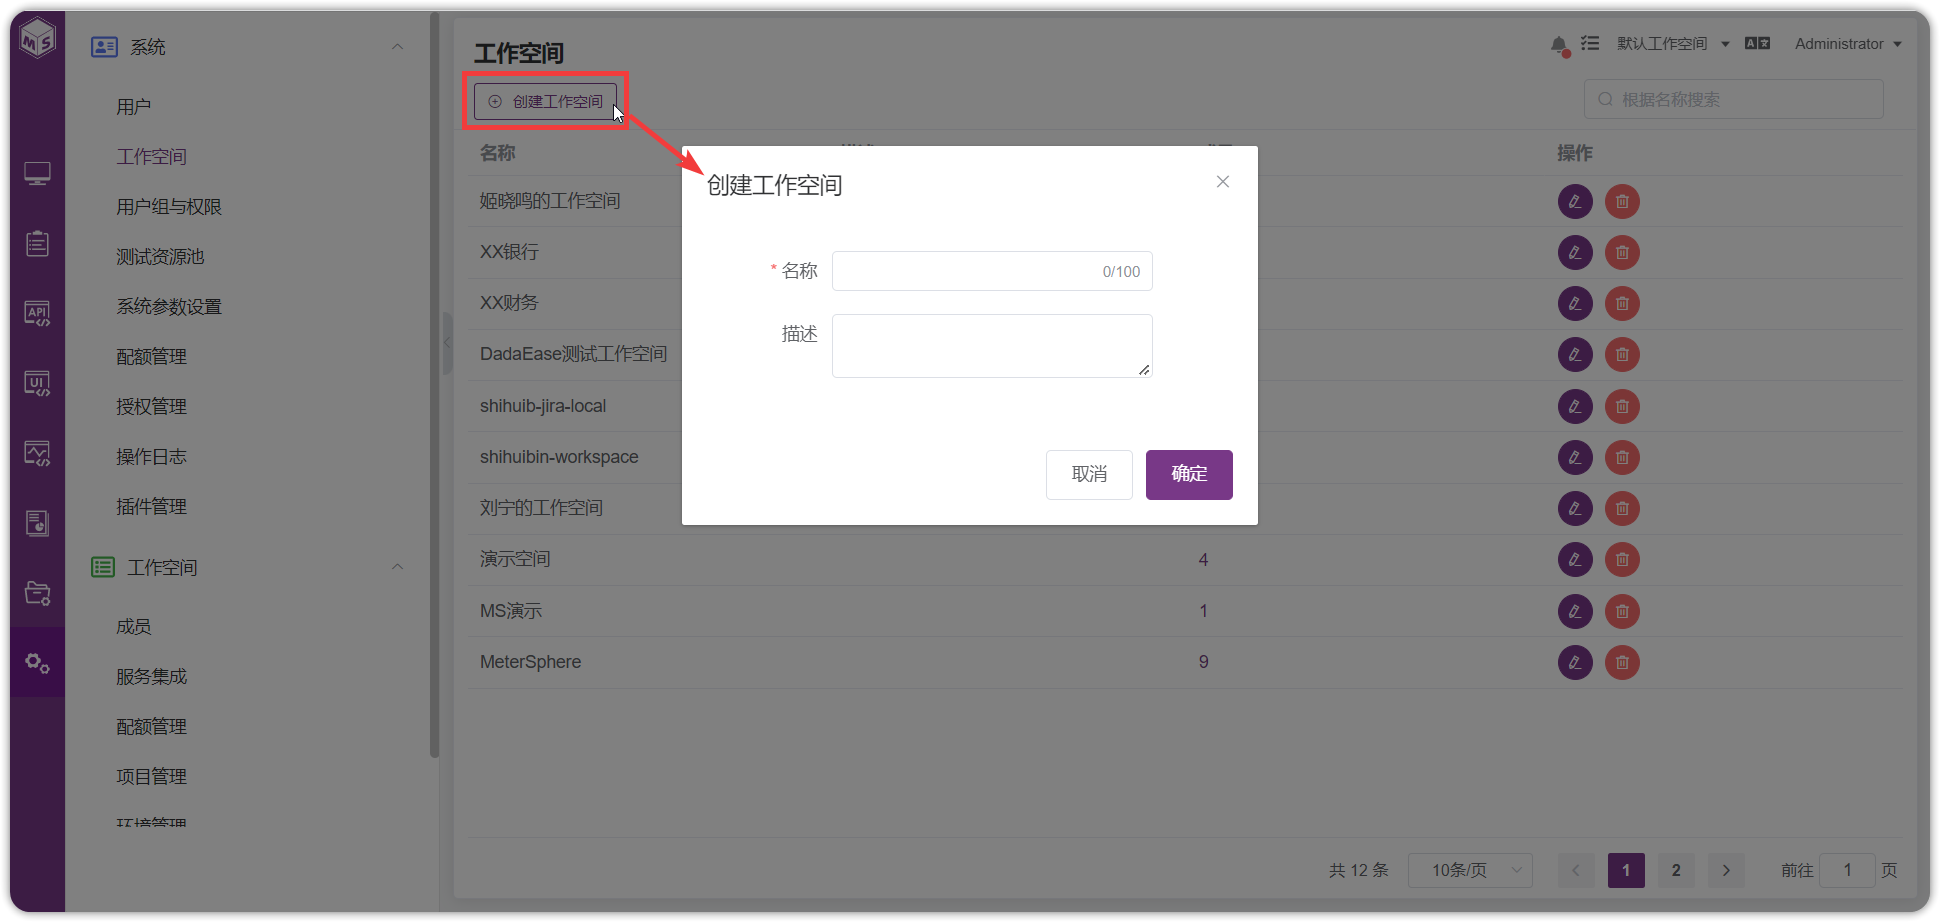 MS
系统
用户
工作空间
用户组与权限
测试资源池
系统参数设置
配额管理
授权管理
操作日志
插件管理
工作空间
成员
服务集成
配额管理
项目管理
环境管理
API
UI
工作空间
默认工作空间
Administrator
创建工作空间
根据名称搜索
名称
操作
姬晓鸣的工作空间
XX银行
XX财务
DadaEase测试工作空间
shihuib-jira-local
shihuibin-workspace
刘宁的工作空间
演示空间 4
MS演示 1
MeterSphere 9
创建工作空间
* 名称 0/100
描述
取消 确定
共 12 条 10条/页 1 2 前往 1 页